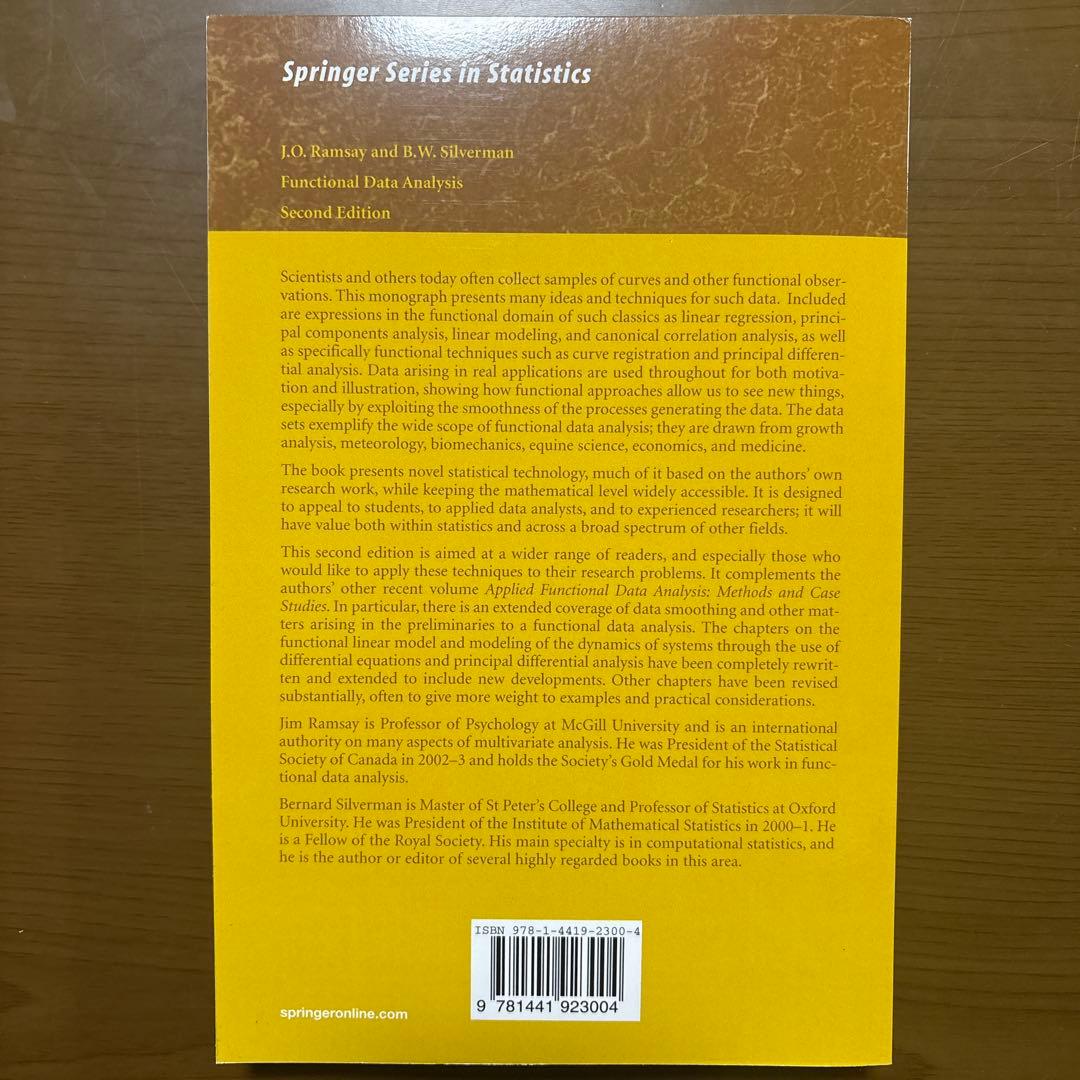 Springer Series in Statistics
J.O. Ramsay and B.W. Silverman
Functional Data Analysis
Second Edition
Scientists and others today often collect samples of curves and other functional obser-
vations. This monograph presents many ideas and techniques for such data. Included
are expressions in the functional domain of such classics as linear regression, princi-
pal components analysis, linear modeling, and canonical correlation analysis, as well
as specifically functional techniques such as curve registration and principal differen-
tial analysis. Data arising in real applications are used throughout for both motiva-
tion and illustration, showing how functional approaches allow us to see new things,
especially by exploiting the smoothness of the processes generating the data. The data
sets exemplify the wide scope of functional data analysis; they are drawn from growth
analysis, meteorology, biomechanics, equine science, economics, and medicine.
The book presents novel statistical technology, much of it based on the authors' own
research work, while keeping the mathematical level widely accessible. It is designed
to appeal to students, to applied data analysts, and to experienced researchers; it will
have value both within statistics and across a broad spectrum of other fields.
This second edition is aimed at a wider range of readers, and especially those who
would like to apply these techniques to their research problems. It complements the
authors' other recent volume Applied Functional Data Analysis: Methods and Case
Studies. In particular, there is an extended coverage of data smoothing and other mat-
ters arising in the preliminaries to a functional data analysis. The chapters on the
functional linear model and modeling of the dynamics of systems through the use of
differential equations and principal differential analysis have been completely rewrit-
ten and extended to include new developments. Other chapters have been revised
substantially, often to give more weight to examples and practical considerations.
Jim Ramsay is Professor of Psychology at McGill University and is an international
authority on many aspects of multivariate analysis. He was President of the Statistical
Society of Canada in 2002–3 and holds the Society's Gold Medal for his work in func-
tional data analysis.
Bernard Silverman is Master of St Peter's College and Professor of Statistics at Oxford
University. He was President of the Institute of Mathematical Statistics in 2000–1. He
is a Fellow of the Royal Society. His main specialty is in computational statistics, and
he is the author or editor of several highly regarded books in this area.
ISBN 978-1-4419-2300-4
9 781441 923004
springeronline.com